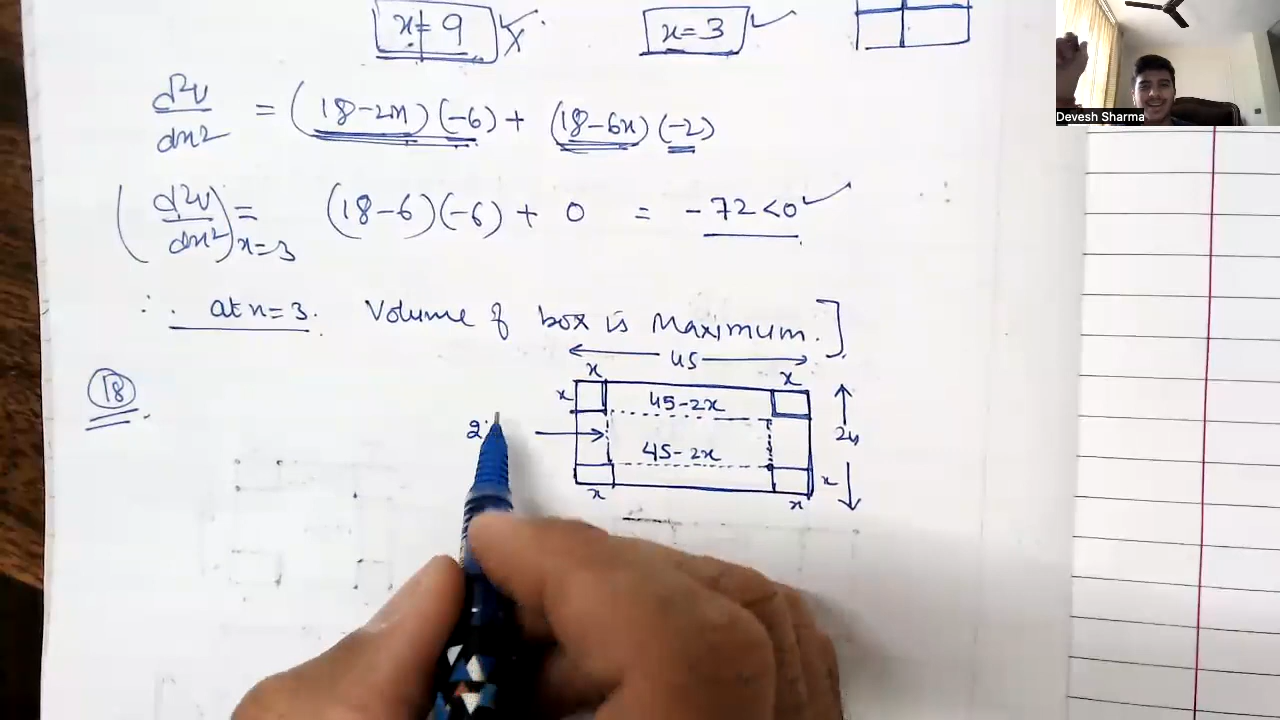 x=9 x=3
Devesh Sharma
d²v/dx² = (18-2x)(-6) + (18-6x)(-2)
(d²v/dx²)x=3 = (18-6)(-6) + 0 = -72<0
∴ at x=3. Volume of box is Maximum.]
45
x x
18 x 45-2x
24
2
45-2x
x
x x